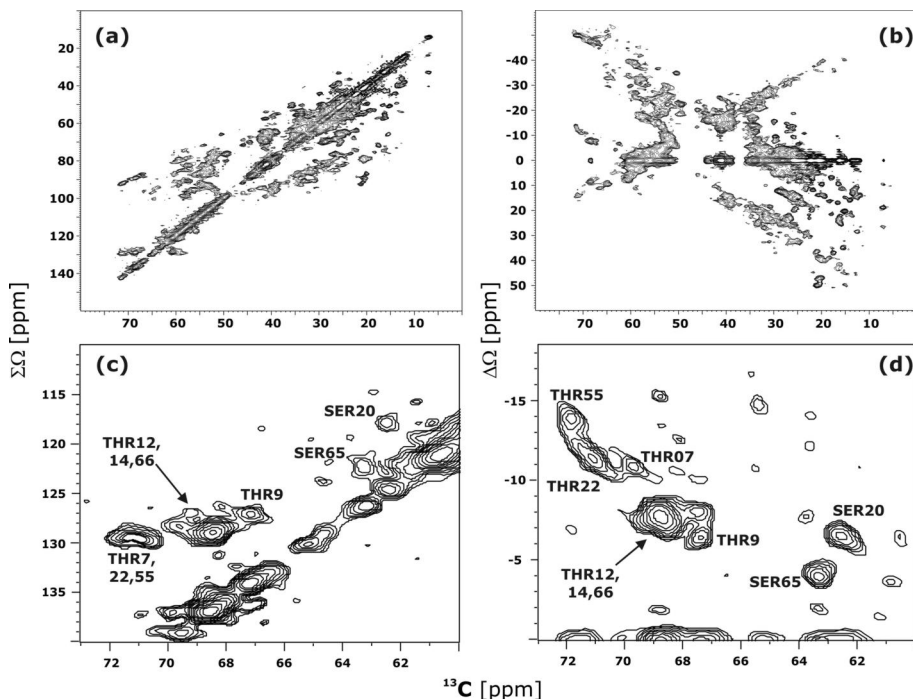 (a)
20
40
60
80
100
120
140
70 60 50 40 30 20 10
(b)
-40
-30
-20
-10
0
10
20
30
40
50
70 60 50 40 30 20 10 0
ΣΩ [ppm]
ΔΩ [ppm]
(c)
115
120
125
130
135
SER20
SER65
THR12,
14,66
THR9
THR7,
22,55
72 70 68 66 64 62
(d)
-15
-10
-5
THR55
THR07
THR22
SER20
THR9
THR12,
14,66
SER65
72 70 68 66 64 62
¹³C [ppm]